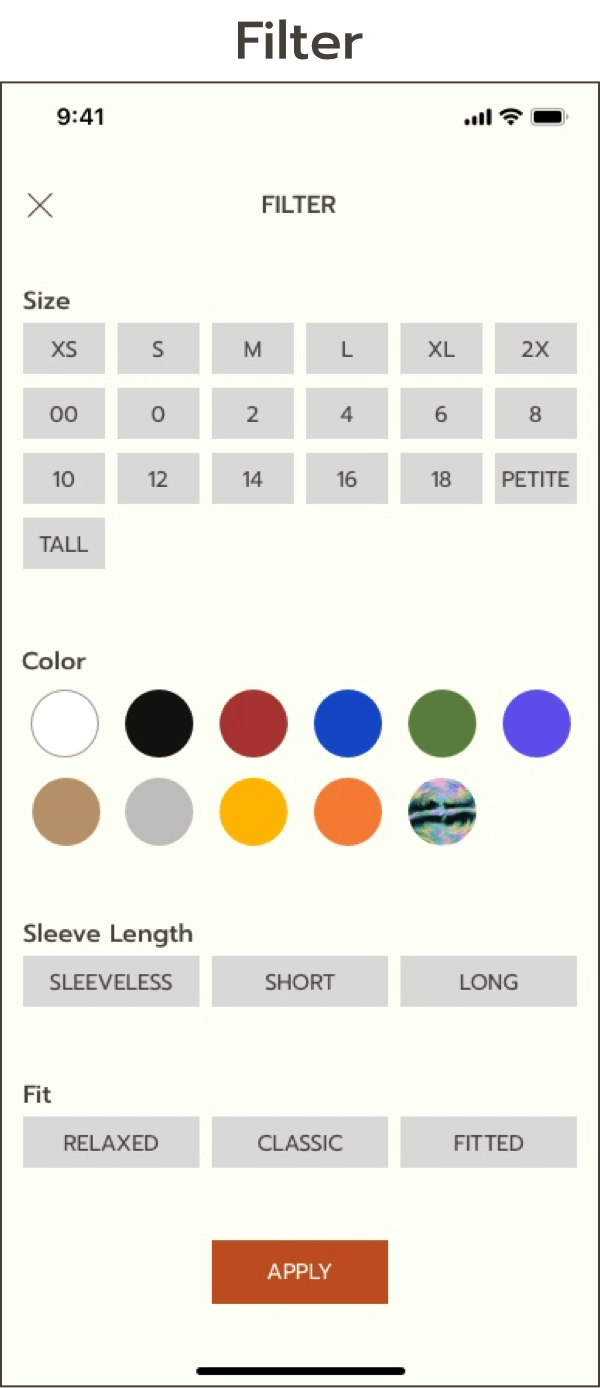 Filter
9:41
FILTER
Size
XS S M L XL 2X
00 0 2 4 6 8
10 12 14 16 18 PETITE
TALL
Color
Sleeve Length
SLEEVELESS SHORT LONG
Fit
RELAXED CLASSIC FITTED
APPLY